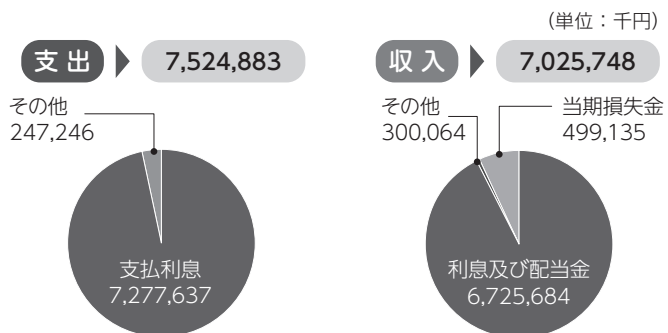 (単位：千円)
支出 7,524,883
その他
247,246
支払利息
7,277,637
収入 7,025,748
その他
300,064
当期損失金
499,135
利息及び配当金
6,725,684